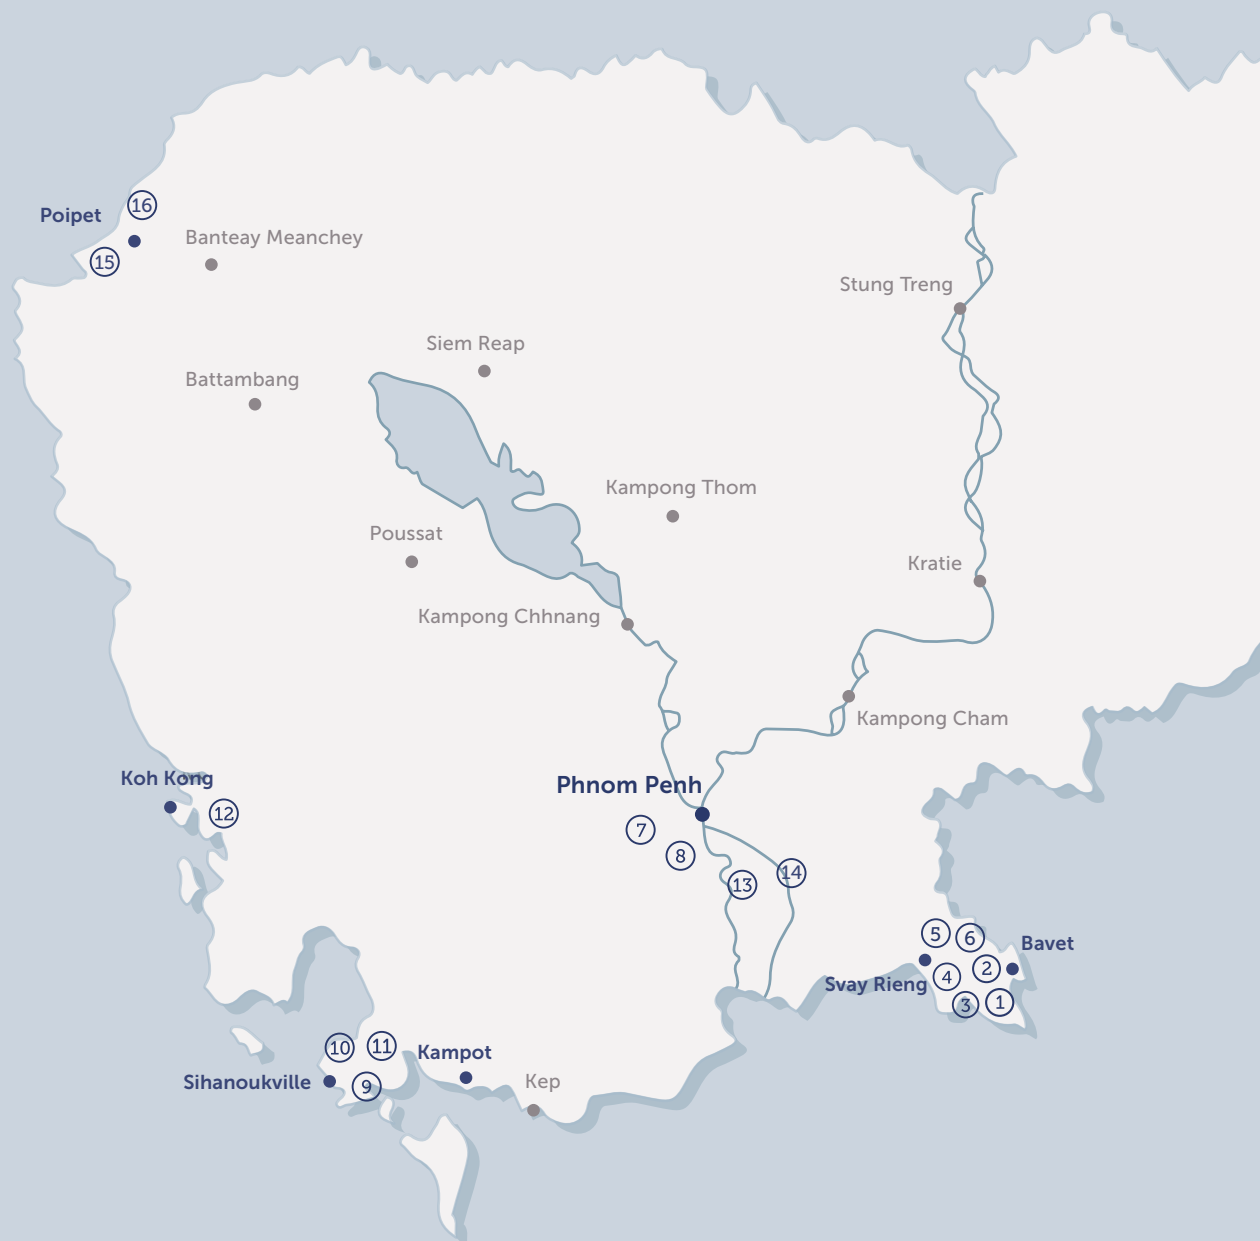 16
Poipet
Banteay Meanchey
15
Stung Treng
Siem Reap
Battambang
Kampong Thom
Poussat
Kratie
Kampong Chhnang
Kampong Cham
Koh Kong
Phnom Penh
12
7
8
14
13
5
6
Bavet
2
4
Svay Rieng
3
1
10
11
Kampot
Sihanoukville
9
Kep